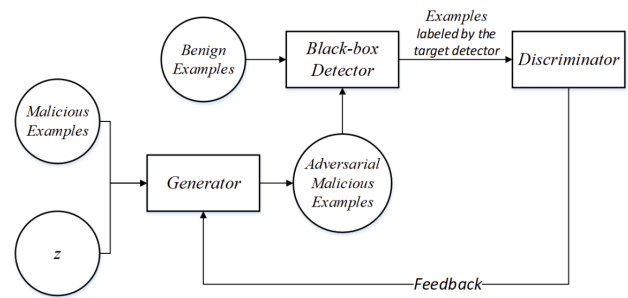 Benign
Examples
Black-box
Detector
Examples
labeled by the
target detector
Discriminator
Malicious
Examples
Generator
Adversarial
Malicious
Examples
z
Feedback